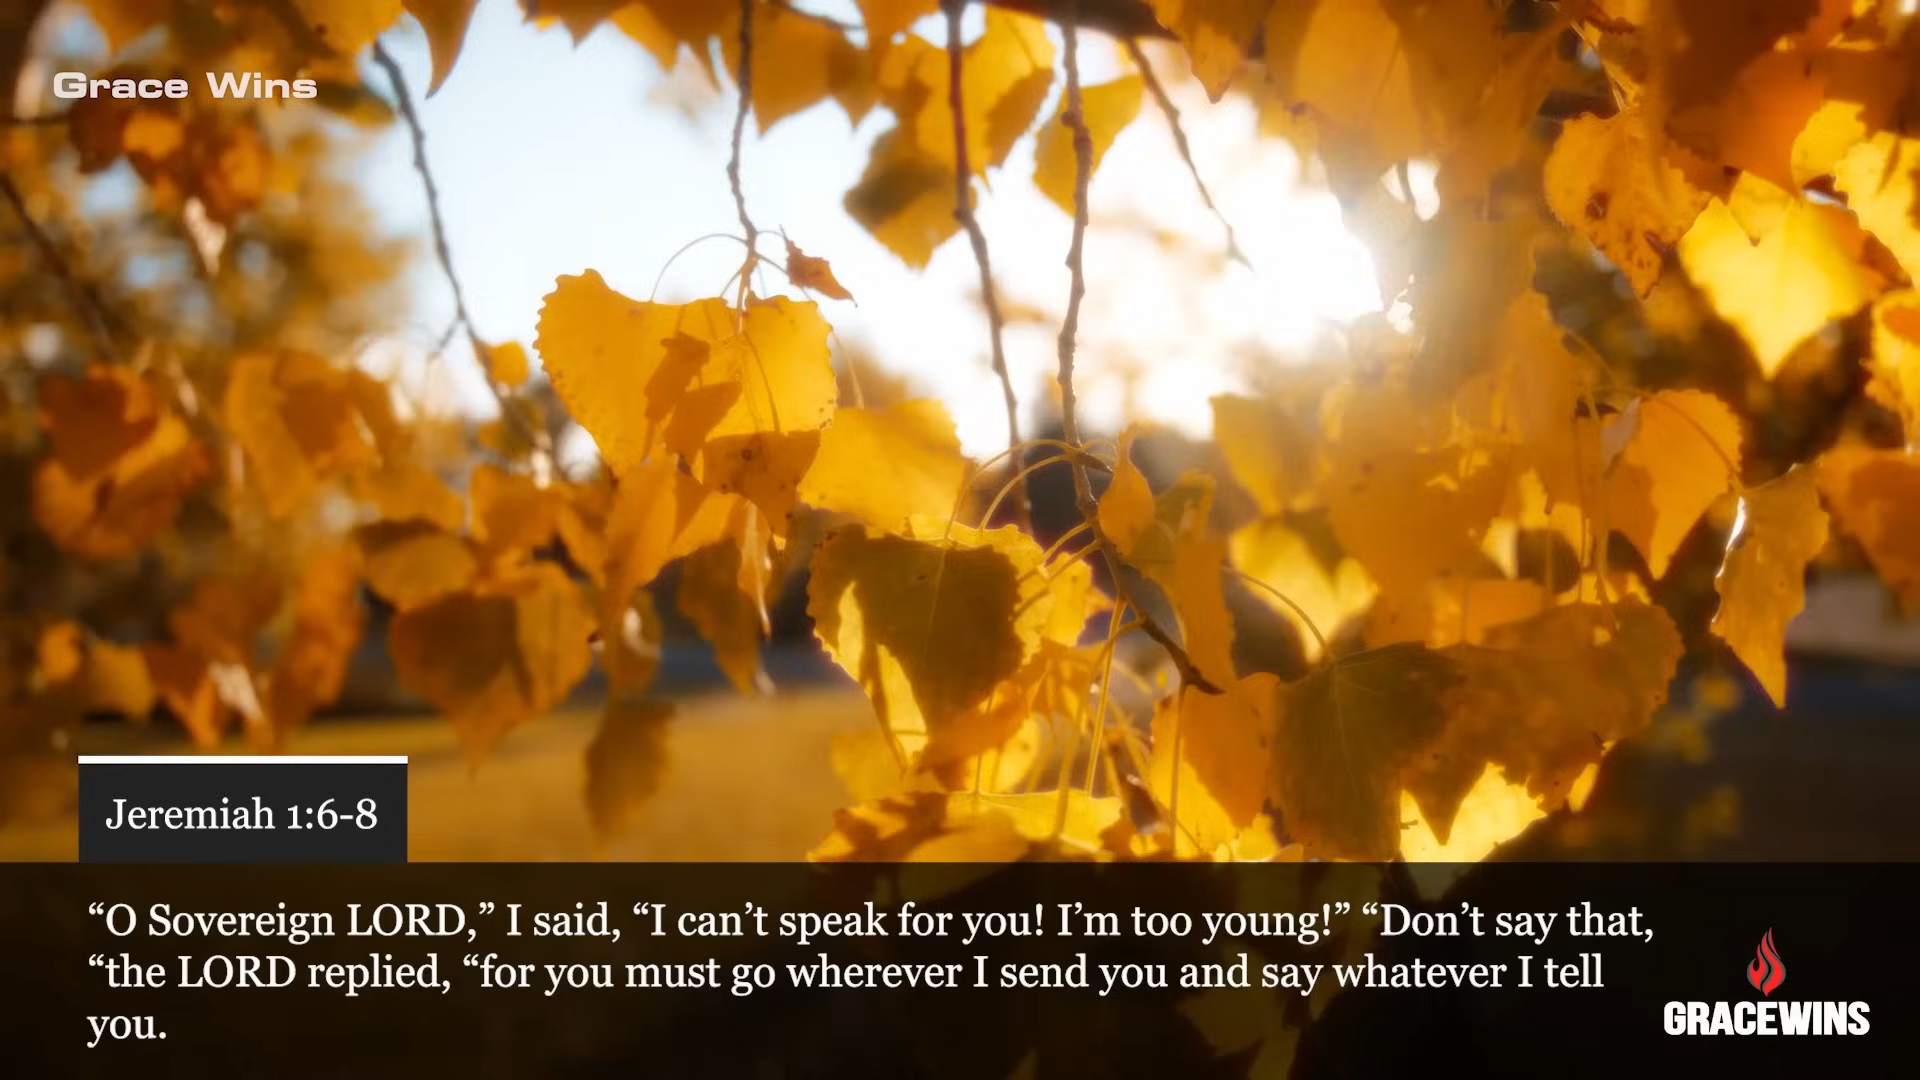 Grace Wins
Jeremiah 1:6-8
“O Sovereign LORD,” I said, “I can’t speak for you! I’m too young!” “Don’t say that,
“the LORD replied, “for you must go wherever I send you and say whatever I tell
you.
GRACEWINS